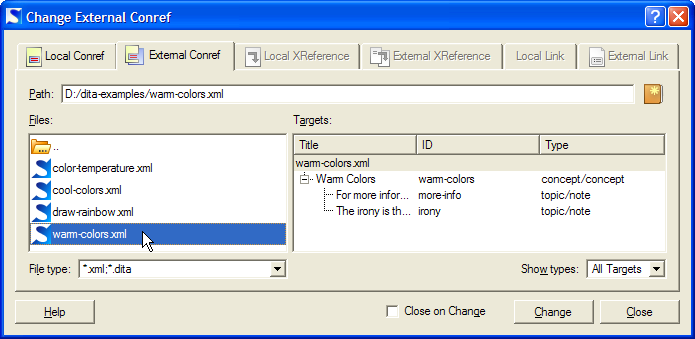 Change External Conref
Local Conref External Conref Local XReference External XReference Local Link External Link
Path: D:/dita-examples/warm-colors.xml
Files: Targets:
..
color-temperature.xml
cool-colors.xml
draw-rainbow.xml
warm-colors.xml
Title ID Type
warm-colors.xml
Warm Colors warm-colors concept/concept
For more infor... more-info topic/note
The irony is th... irony topic/note
File type: *.xml;*.dita Show types: All Targets
Help Close on Change Change Close